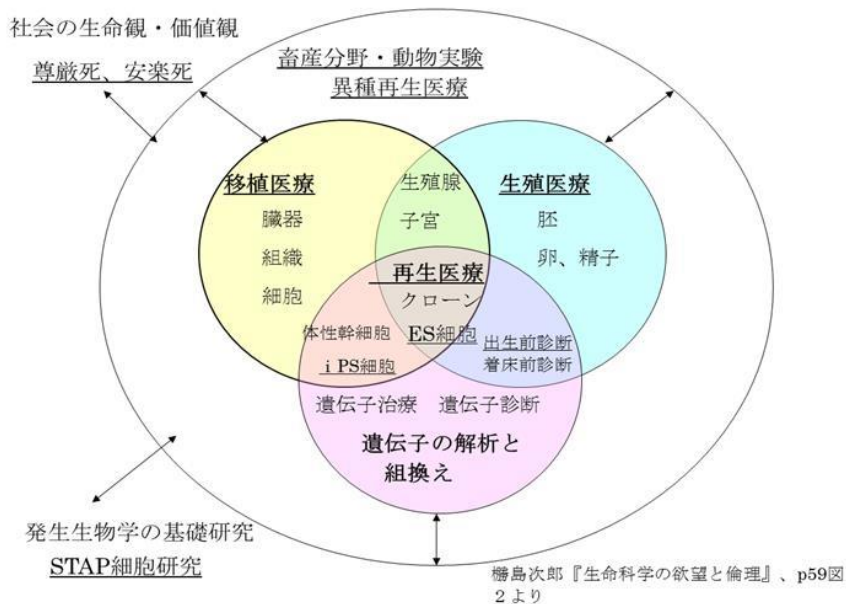 社会の生命観・価値観
尊厳死、安楽死
畜産分野・動物実験
異種再生医療
移植医療
臓器
組織
細胞
生殖腺
子宮
生殖医療
胚
卵、精子
再生医療
クローン
ES細胞
体性幹細胞
i PS細胞
出生前診断
着床前診断
遺伝子治療 遺伝子診断
遺伝子の解析と
組換え
発生生物学の基礎研究
STAP細胞研究
橳島次郎『生命科学の欲望と倫理』、p59図
2より